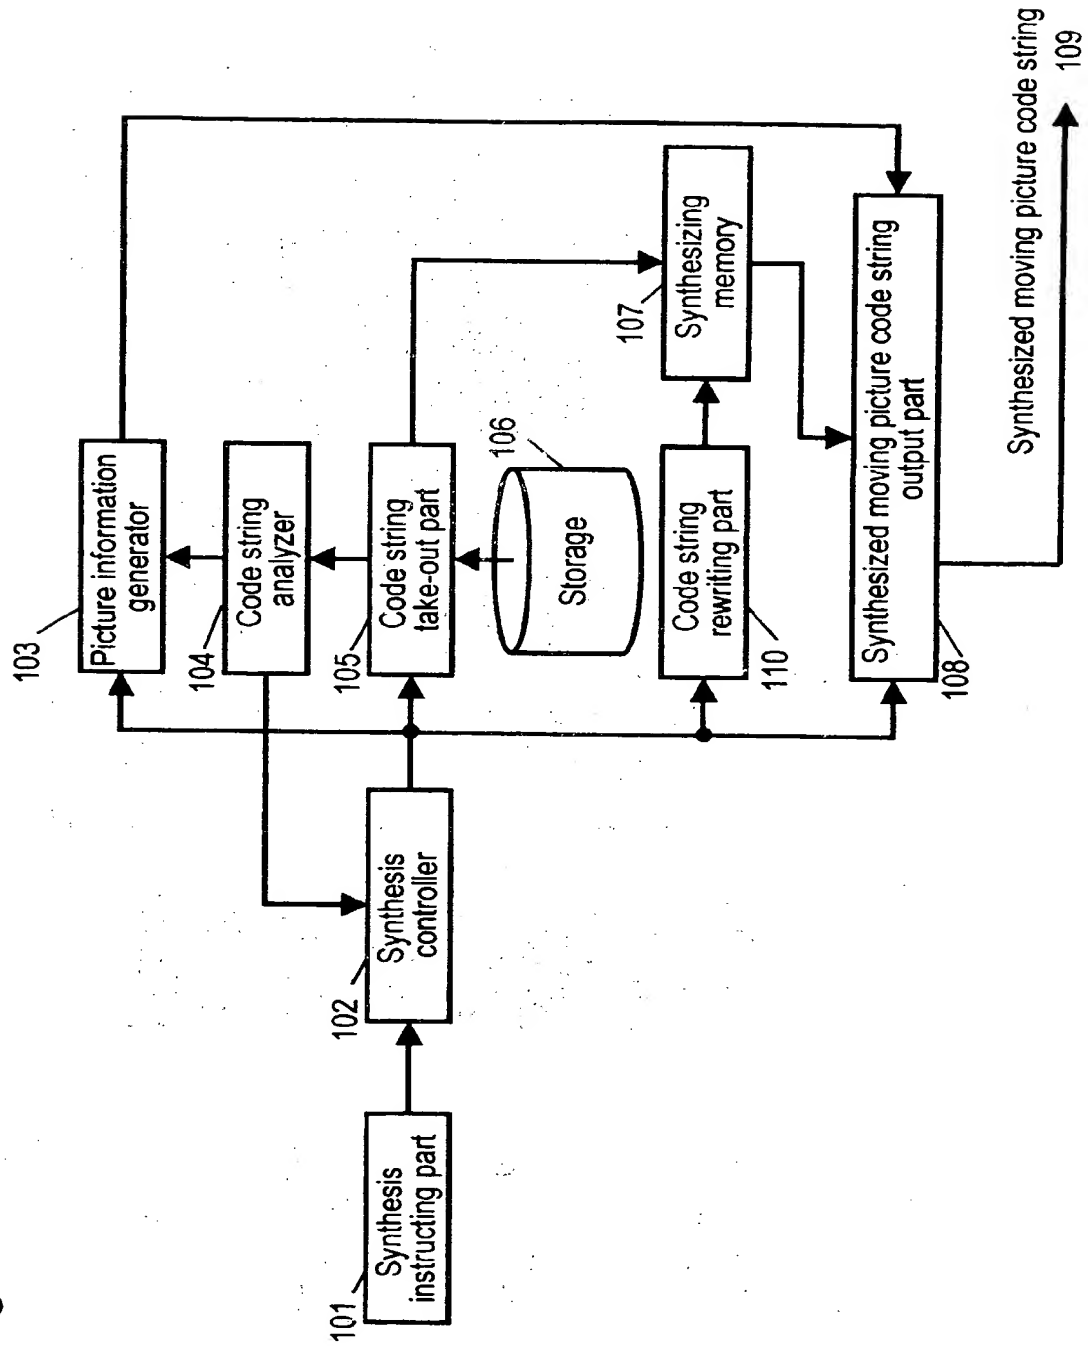 103
Picture information
generator
104
Code string
analyzer
105
Code string
take-out part
106
Storage
107
Synthesizing
memory
110
Code string
rewriting part
108
Synthesized moving picture code string
output part
Synthesized moving picture code string
109
102
Synthesis
controller
101
Synthesis
instructing part